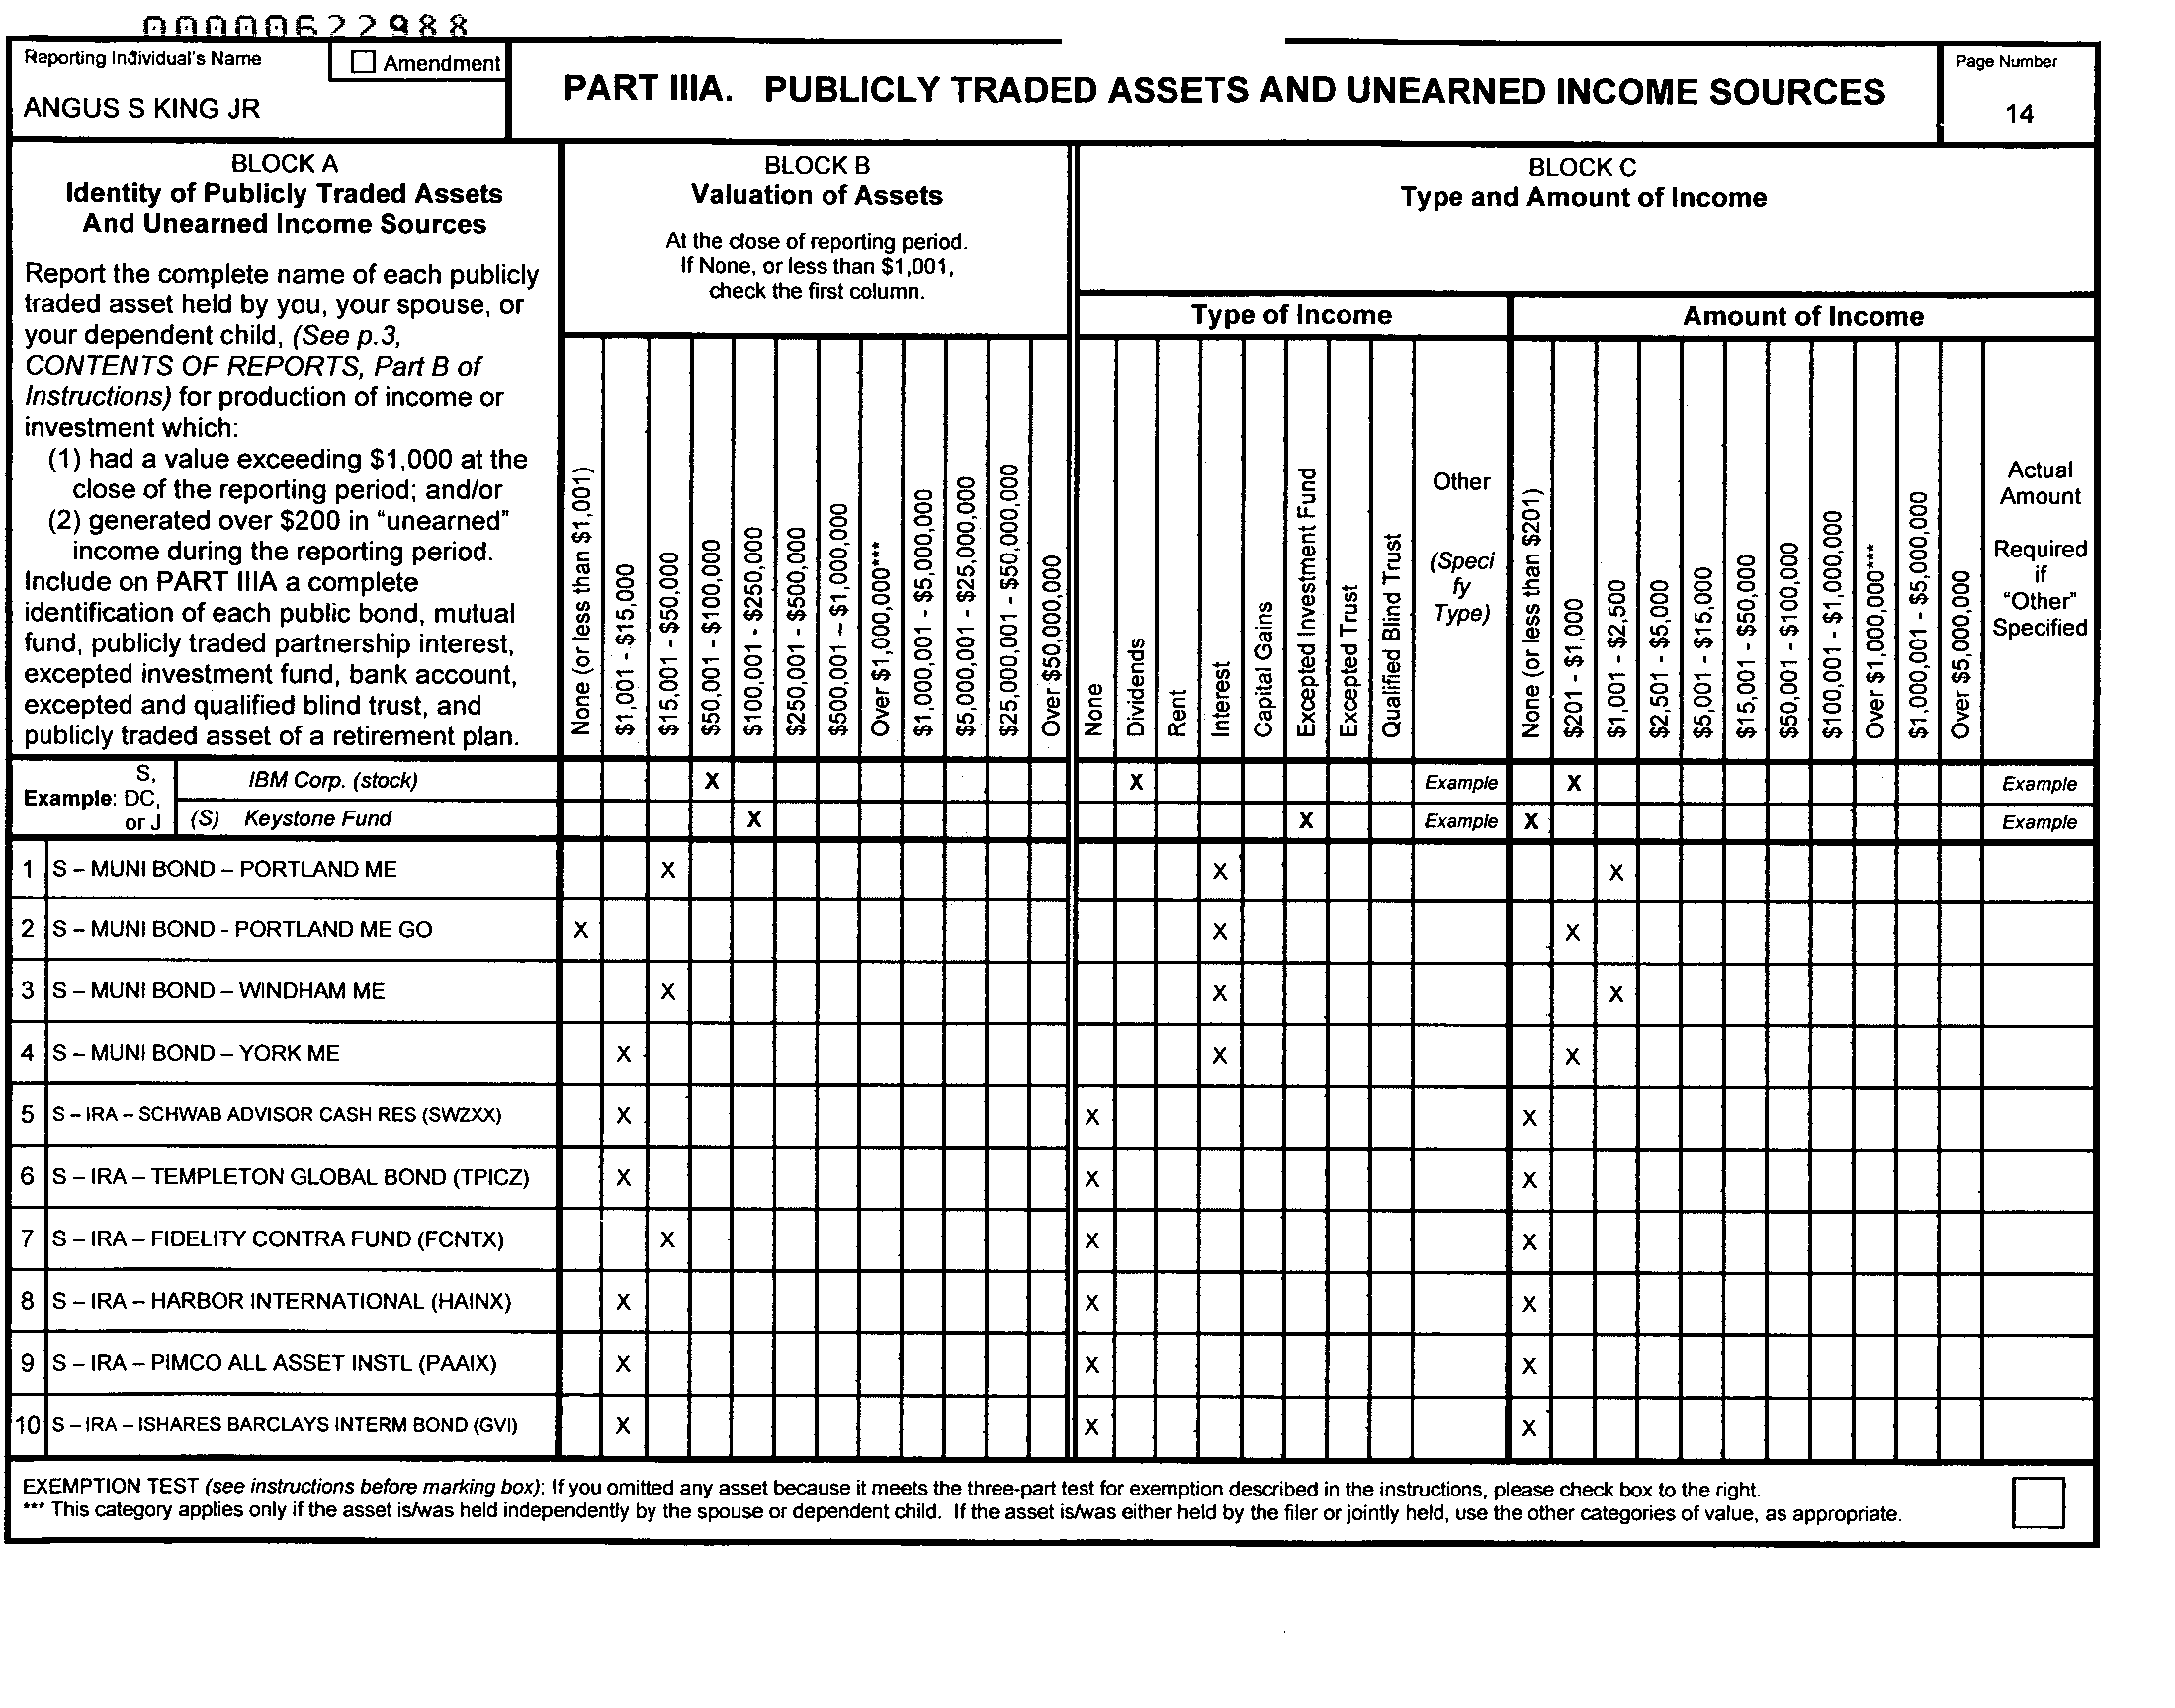 00000622988
Reporting Individual's Name
☐ Amendment
ANGUS S KING JR
PART IIIA. PUBLICLY TRADED ASSETS AND UNEARNED INCOME SOURCES
Page Number
14
BLOCK A
Identity of Publicly Traded Assets
And Unearned Income Sources
Report the complete name of each publicly
traded asset held by you, your spouse, or
your dependent child, (See p.3,
CONTENTS OF REPORTS, Part B of
Instructions) for production of income or
investment which:
(1) had a value exceeding $1,000 at the
close of the reporting period; and/or
(2) generated over $200 in "unearned"
income during the reporting period.
Include on PART IIIA a complete
identification of each public bond, mutual
fund, publicly traded partnership interest,
excepted investment fund, bank account,
excepted and qualified blind trust, and
publicly traded asset of a retirement plan.
BLOCK B
Valuation of Assets
At the close of reporting period.
If None, or less than $1,001,
check the first column.
None (or less than $1,001)
$1,001 - $15,000
$15,001 - $50,000
$50,001 - $100,000
$100,001 - $250,000
$250,001 - $500,000
$500,001 - $1,000,000
Over $1,000,000***
$1,000,001 - $5,000,000
$5,000,001 - $25,000,000
$25,000,001 - $50,000,000
Over $50,000,000
BLOCK C
Type and Amount of Income
Type of Income
None
Dividends
Rent
Interest
Capital Gains
Excepted Investment Fund
Excepted Trust
Qualified Blind Trust
Other
(Speci
fy
Type)
Amount of Income
None (or less than $201)
$201 - $1,000
$1,001 - $2,500
$2,501 - $5,000
$5,001 - $15,000
$15,001 - $50,000
$50,001 - $100,000
$100,001 - $1,000,000
Over $1,000,000***
$1,000,001 - $5,000,000
Over $5,000,000
Actual
Amount
Required
if
"Other"
Specified
Example: S, DC, or J
IBM Corp. (stock) X X Example X Example
(S) Keystone Fund X X Example X Example
1 S – MUNI BOND – PORTLAND ME X X X
2 S – MUNI BOND - PORTLAND ME GO X X X
3 S – MUNI BOND – WINDHAM ME X X X
4 S – MUNI BOND – YORK ME X X X
5 S – IRA – SCHWAB ADVISOR CASH RES (SWZXX) X X X
6 S – IRA – TEMPLETON GLOBAL BOND (TPICZ) X X X
7 S – IRA – FIDELITY CONTRA FUND (FCNTX) X X X
8 S – IRA – HARBOR INTERNATIONAL (HAINX) X X X
9 S – IRA – PIMCO ALL ASSET INSTL (PAAIX) X X X
10 S – IRA – ISHARES BARCLAYS INTERM BOND (GVI) X X X
EXEMPTION TEST (see instructions before marking box): If you omitted any asset because it meets the three-part test for exemption described in the instructions, please check box to the right.
*** This category applies only if the asset is/was held independently by the spouse or dependent child. If the asset is/was either held by the filer or jointly held, use the other categories of value, as appropriate.